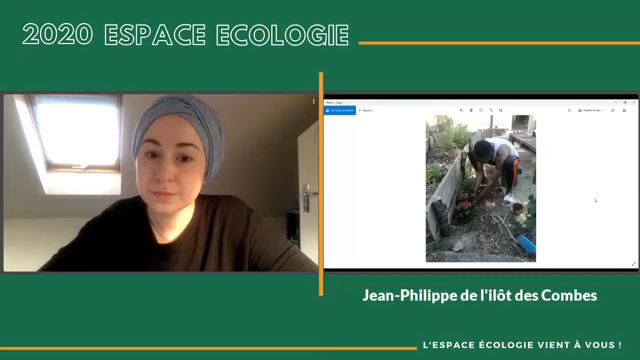 2020 ESPACE ECOLOGIE
Jean-Philippe de l'ilôt des Combes
L'ESPACE ÉCOLOGIE VIENT À VOUS !